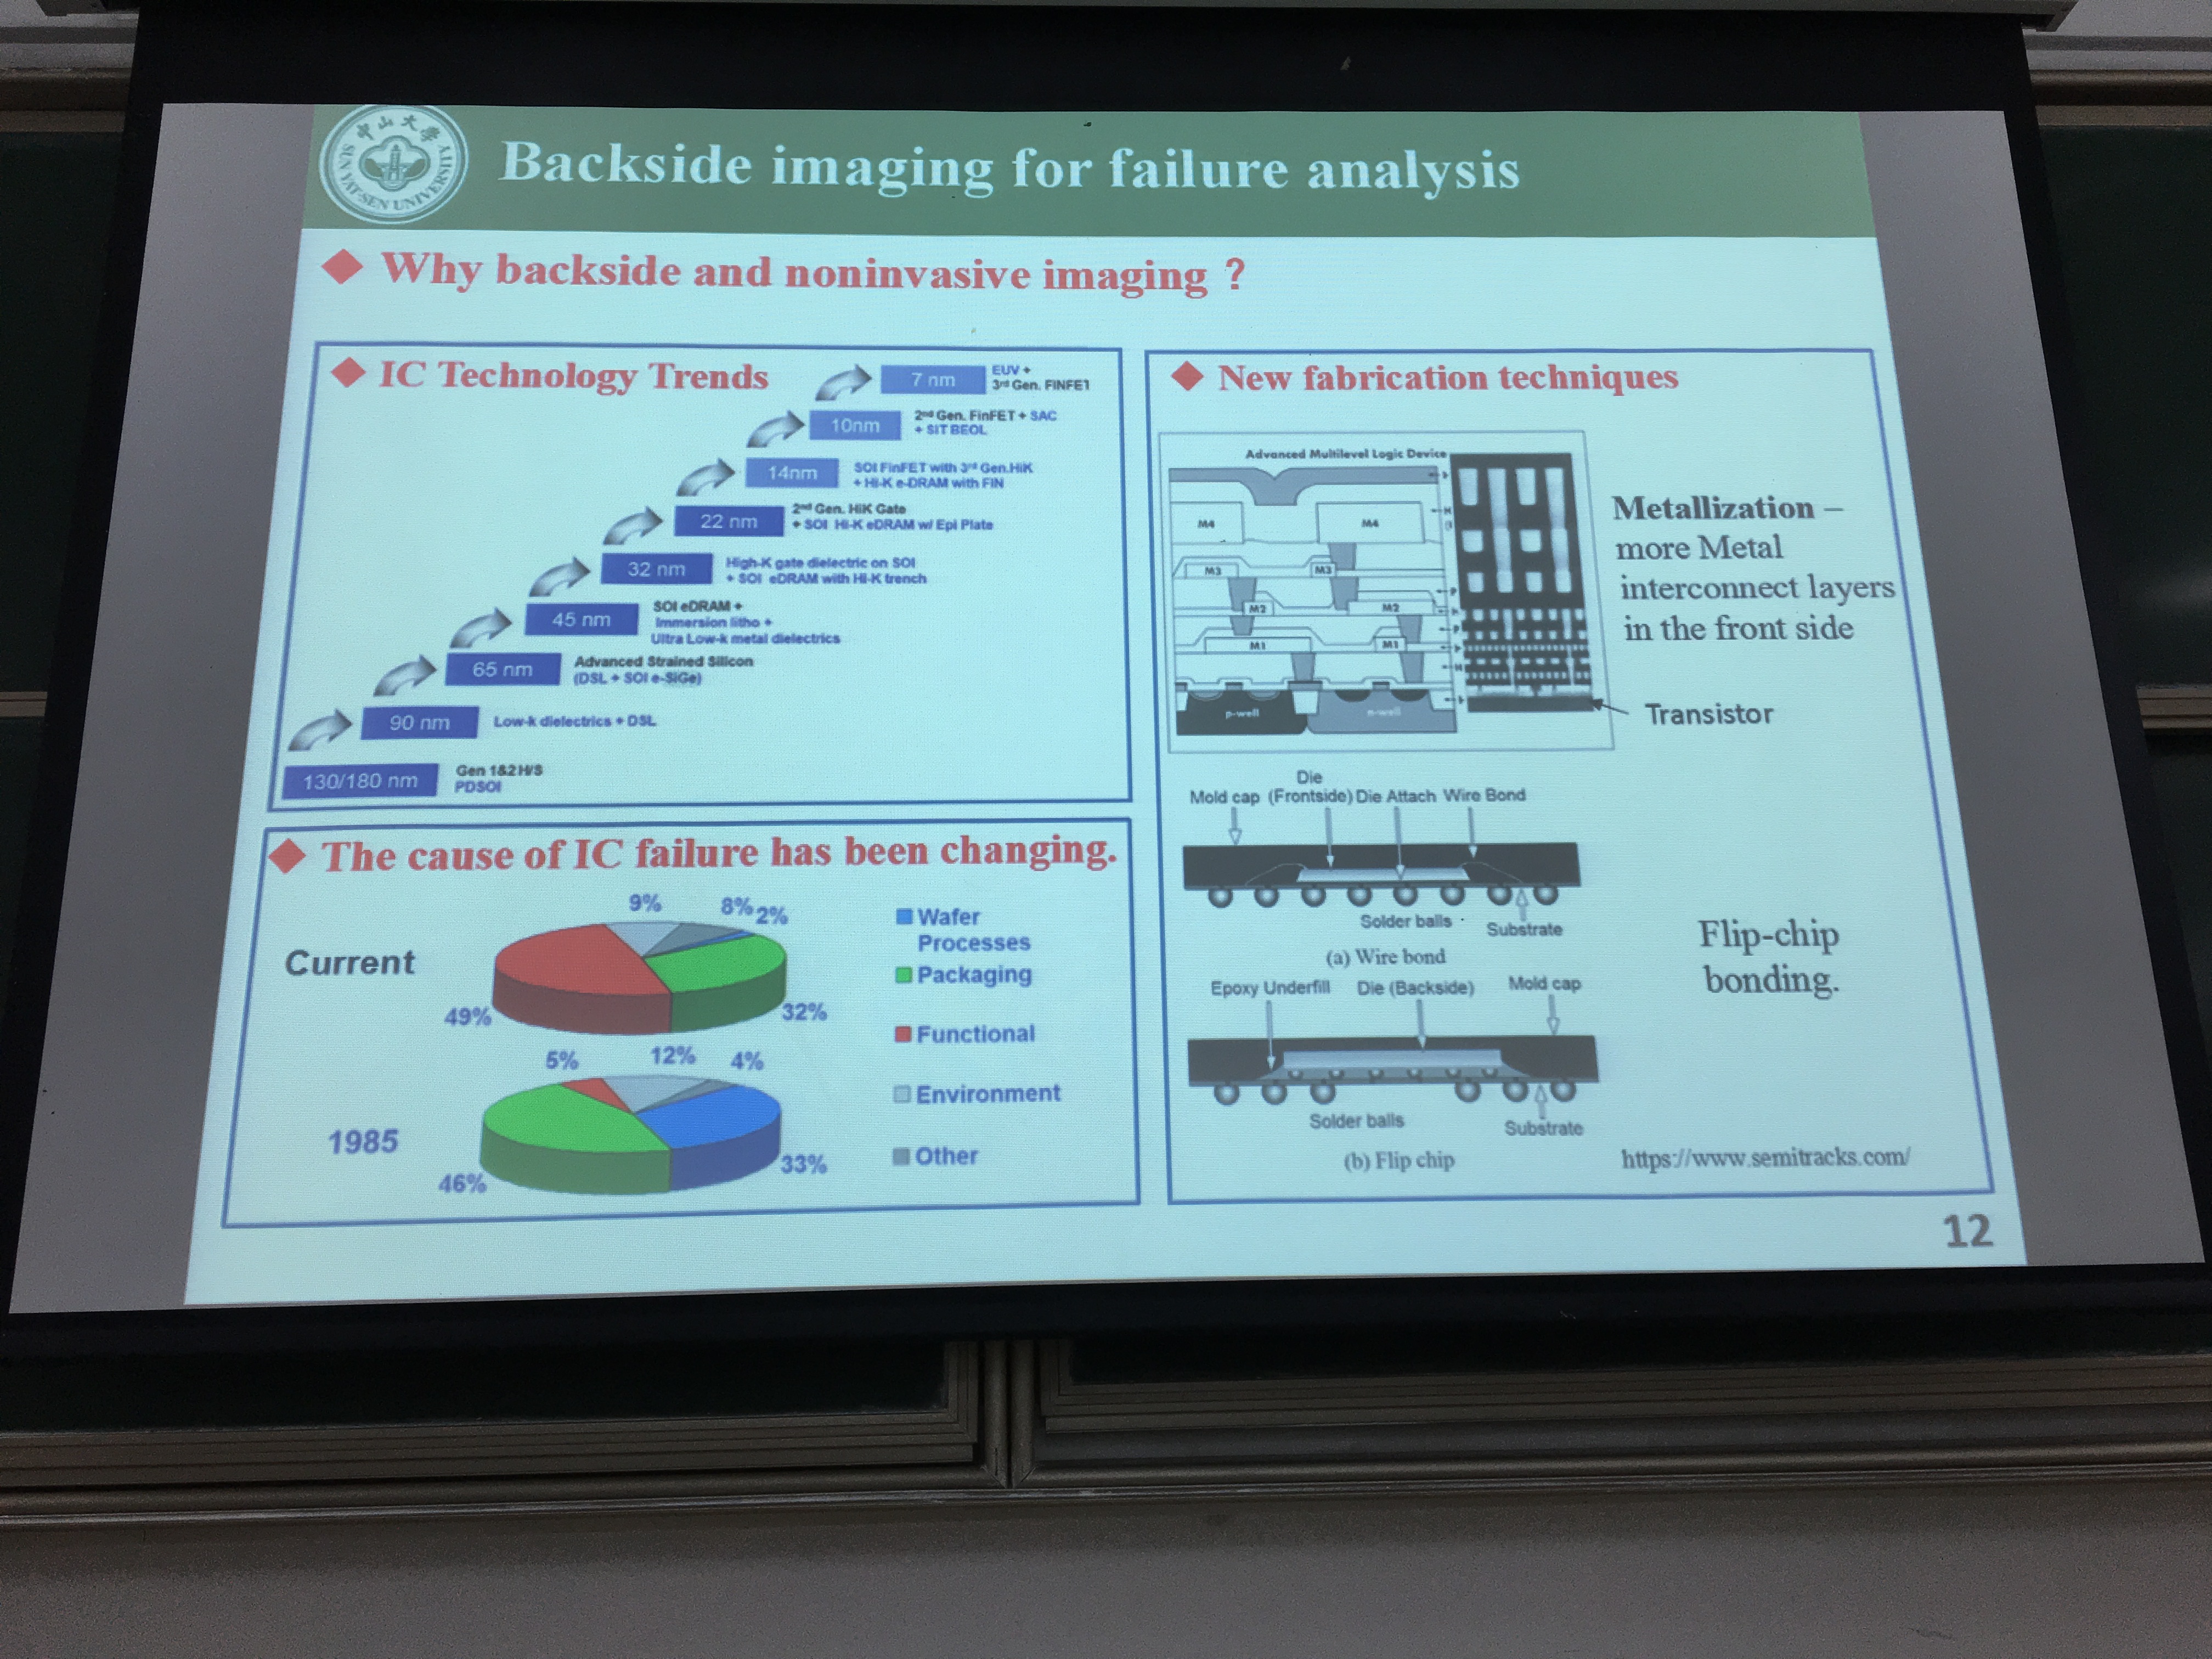 中山大學
SUN YAT-SEN UNIVERSITY
Backside imaging for failure analysis
Why backside and noninvasive imaging ?
IC Technology Trends
7 nm
EUV +
3rd Gen. FINFET
10nm
2nd Gen. FinFET + SAC
+ SIT BEOL
14nm
SOI FinFET with 3rd Gen.HiK
+ Hi-K e-DRAM with FIN
22 nm
2nd Gen. HiK Gate
+ SOI Hi-K eDRAM w/ Epi Plate
32 nm
High-K gate dielectric on SOI
+ SOI eDRAM with Hi-K trench
45 nm
SOI eDRAM +
Immersion litho +
Ultra Low-k metal dielectrics
65 nm
Advanced Strained Silicon
(DSL + SOI e-SiGe)
90 nm
Low-k dielectrics + DSL
130/180 nm
Gen 1&2 H/S
PDSOI
The cause of IC failure has been changing.
Current
9%
8%
2%
49%
32%
1985
5%
12%
4%
46%
33%
Wafer
Processes
Packaging
Functional
Environment
Other
New fabrication techniques
Advanced Multilevel Logic Device
M4
M4
M3
M3
M2
M2
M1
M1
p-well
n-well
Metallization –
more Metal
interconnect layers
in the front side
Transistor
Die
Mold cap (Frontside) Die Attach Wire Bond
Solder balls
Substrate
(a) Wire bond
Epoxy Underfill Die (Backside) Mold cap
Solder balls
Substrate
(b) Flip chip
Flip-chip
bonding.
https://www.semitracks.com/
12